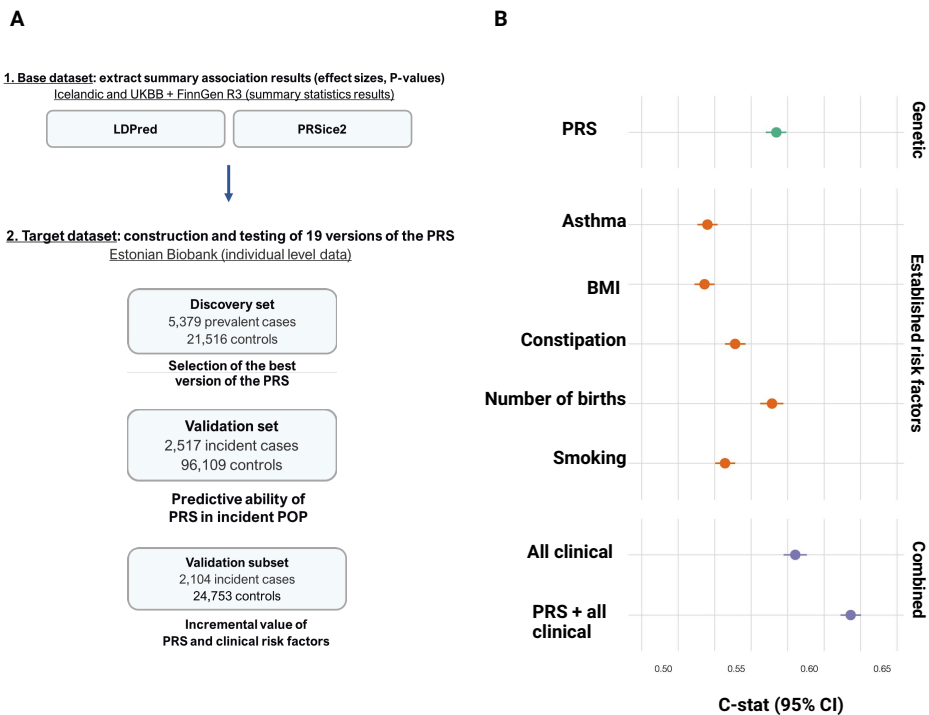 A
1. Base dataset: extract summary association results (effect sizes, P-values)
Icelandic and UKBB + FinnGen R3 (summary statistics results)
LDPred
PRSice2
2. Target dataset: construction and testing of 19 versions of the PRS
Estonian Biobank (individual level data)
Discovery set
5,379 prevalent cases
21,516 controls
Selection of the best
version of the PRS
Validation set
2,517 incident cases
96,109 controls
Predictive ability of
PRS in incident POP
Validation subset
2,104 incident cases
24,753 controls
Incremental value of
PRS and clinical risk factors
B
PRS
Genetic
Asthma
BMI
Constipation
Number of births
Smoking
Established risk factors
All clinical
PRS + all
clinical
Combined
0.50 0.55 0.60 0.65
C-stat (95% CI)